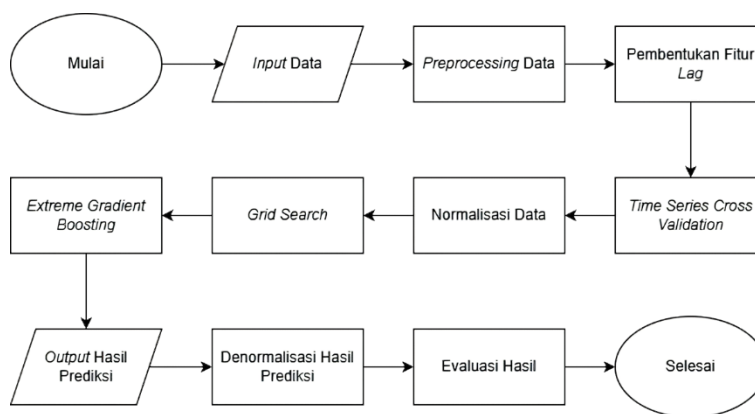 Mulai
Input Data
Preprocessing Data
Pembentukan Fitur
Lag
Extreme Gradient
Boosting
Grid Search
Normalisasi Data
Time Series Cross
Validation
Output Hasil
Prediksi
Denormalisasi Hasil
Prediksi
Evaluasi Hasil
Selesai